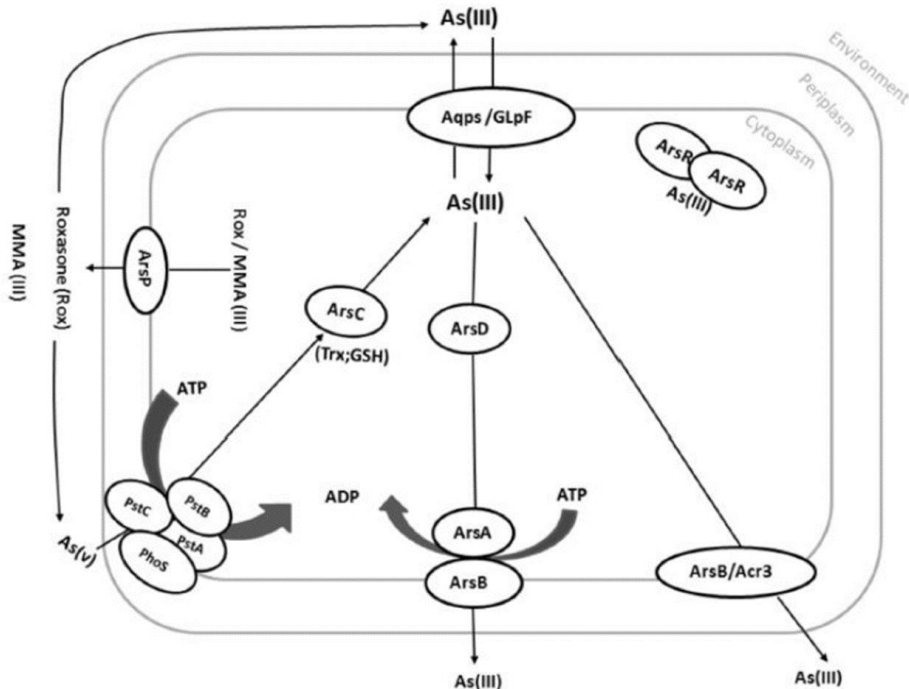 As(III)
Environment
Periplasm
Cytoplasm
Aqps /GLpF
ArsR
ArsR
As(III)
As(III)
MMA (III)
Roxasone (Rox)
ArsP
Rox / MMA (III)
ArsC
(Trx;GSH)
ArsD
ATP
PstC
PstB
PstA
PhoS
As(v)
ADP
ATP
ArsA
ArsB
ArsB/Acr3
As(III)
As(III)